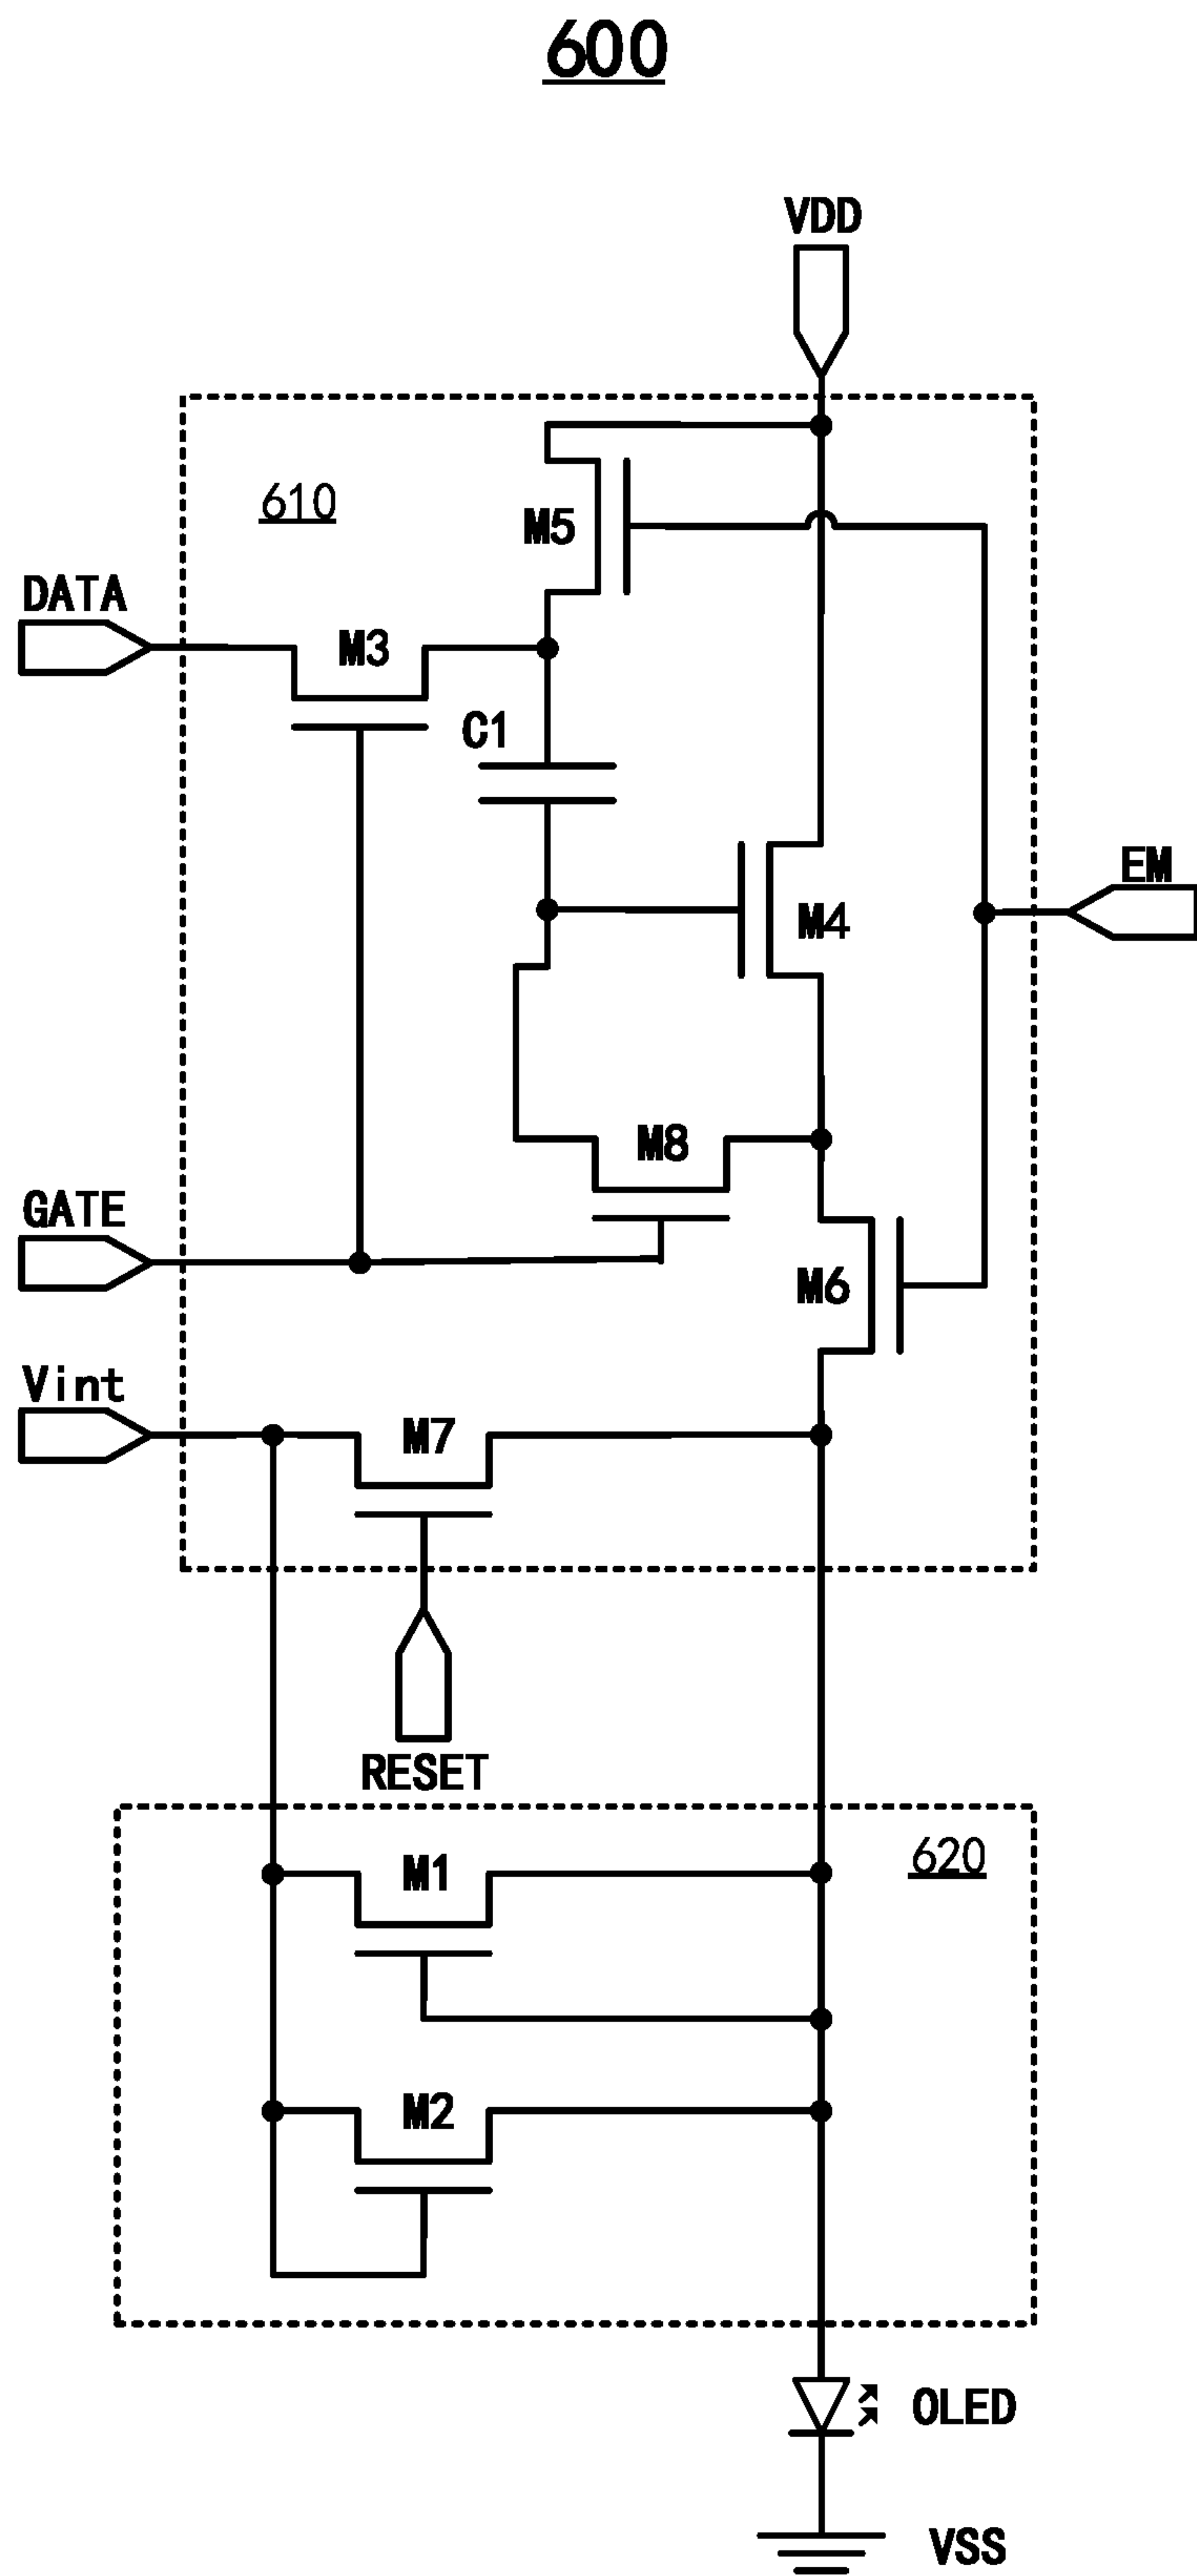 600
VDD
610
M5
DATA
M3
C1
EM
M4
M8
GATE
M6
Vint
M7
RESET
620
M1
M2
OLED
VSS